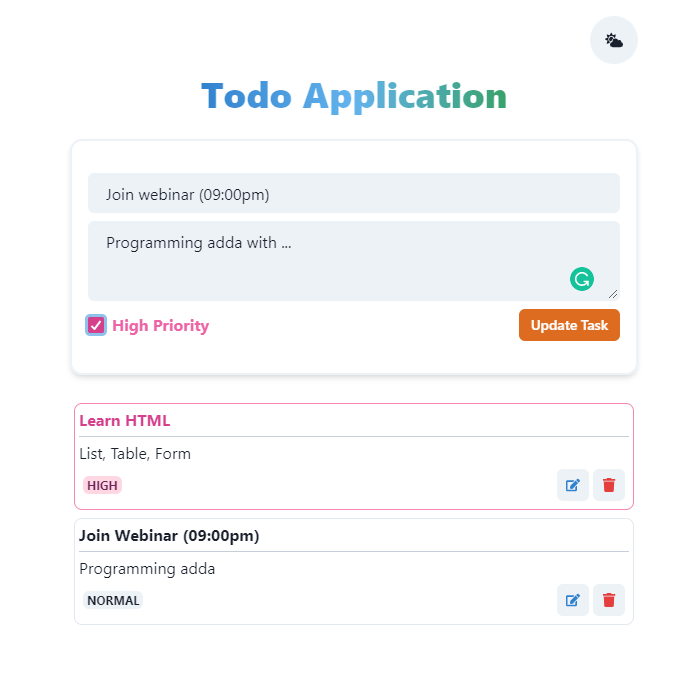 Todo Application
Join webinar (09:00pm)
Programming adda with ...
High Priority
Update Task
Learn HTML
List, Table, Form
HIGH
Join Webinar (09:00pm)
Programming adda
NORMAL